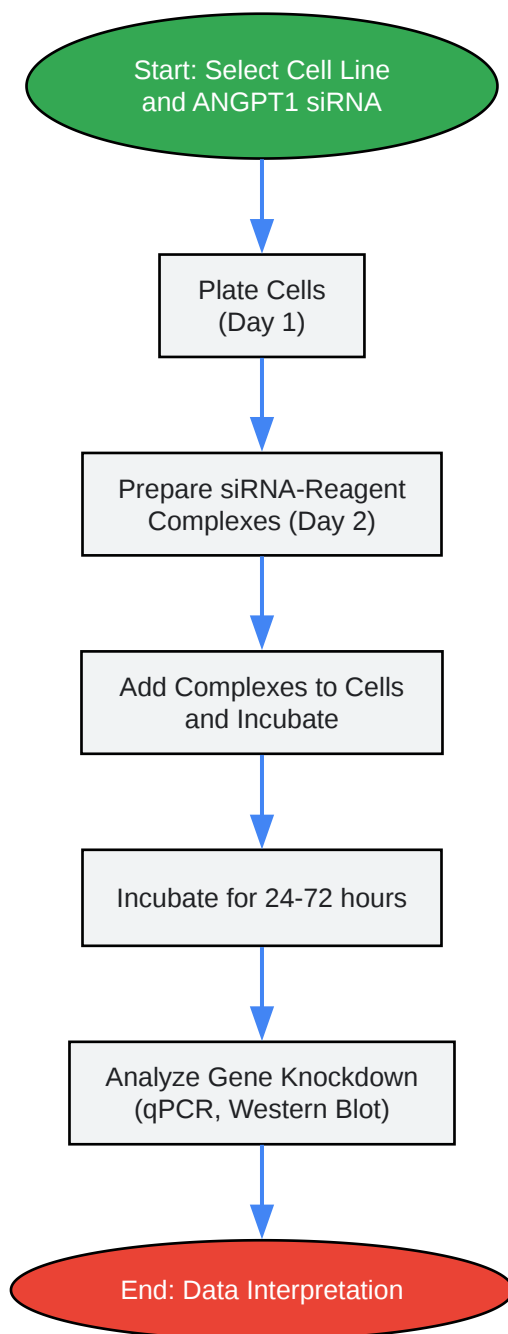 Start: Select Cell Line
and ANGPT1 siRNA
Plate Cells
(Day 1)
Prepare siRNA-Reagent
Complexes (Day 2)
Add Complexes to Cells
and Incubate
Incubate for 24-72 hours
Analyze Gene Knockdown
(qPCR, Western Blot)
End: Data Interpretation